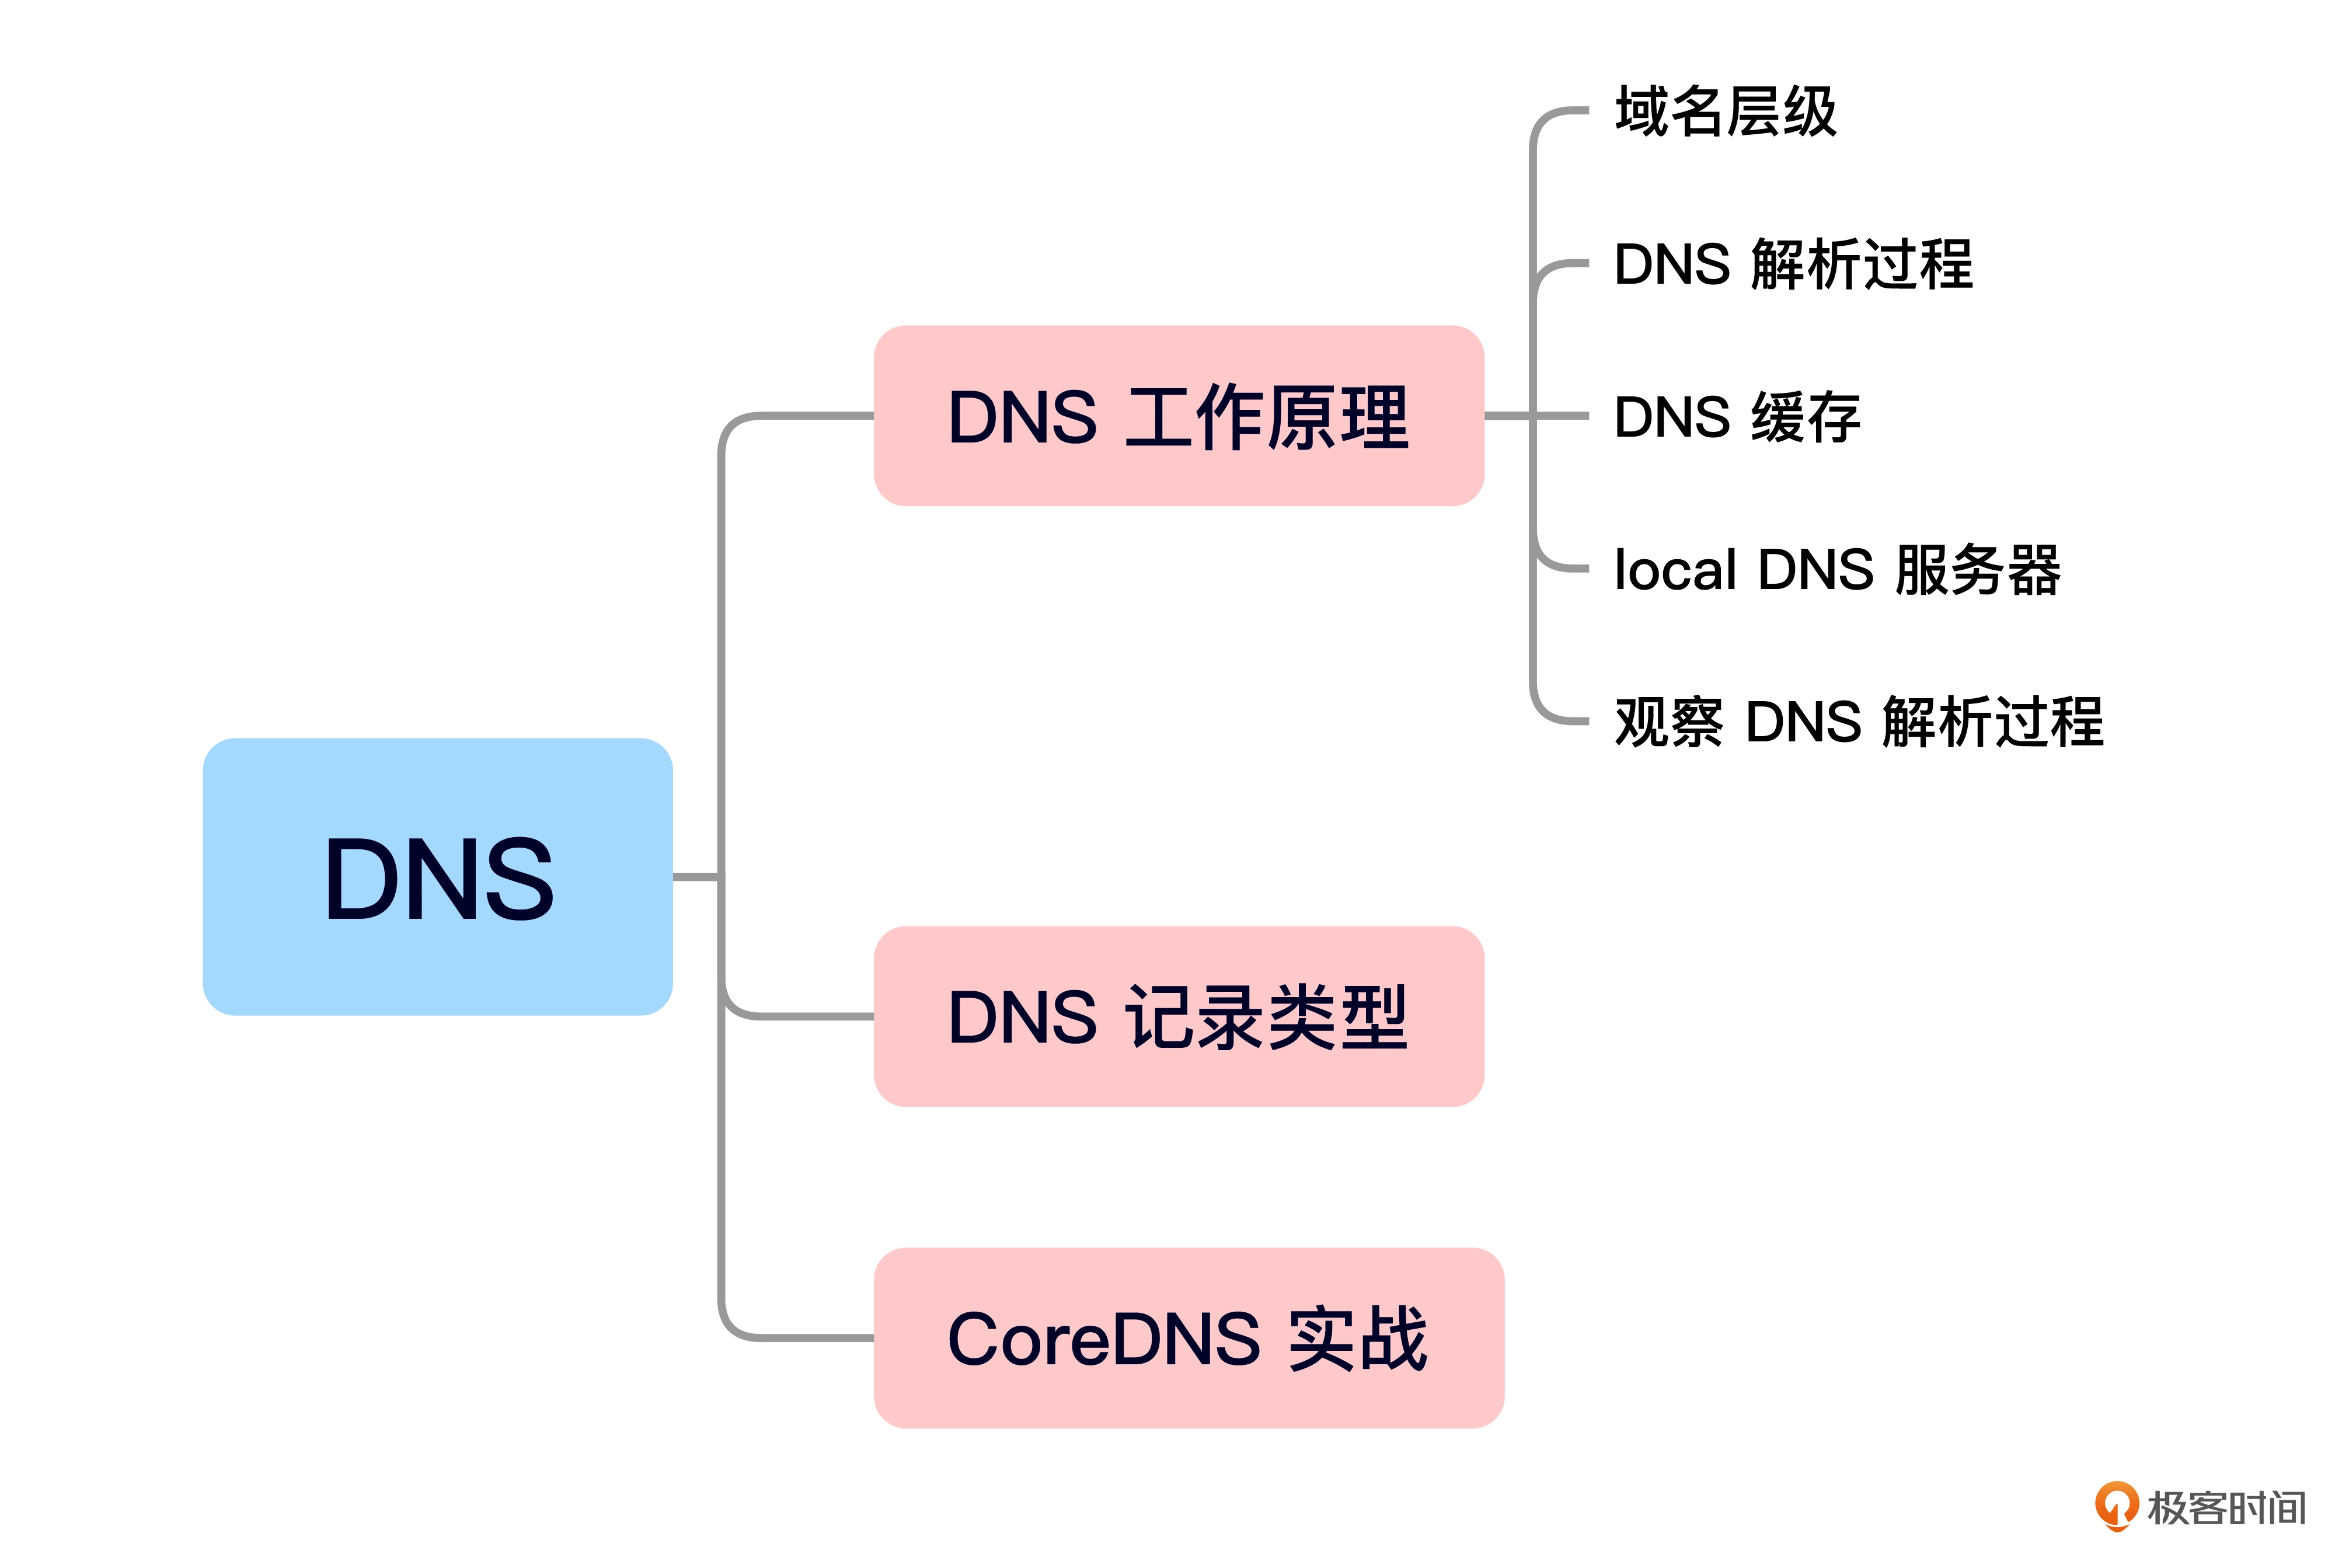 DNS
DNS 工作原理
域名层级
DNS 解析过程
DNS 缓存
local DNS 服务器
观察 DNS 解析过程
DNS 记录类型
CoreDNS 实战
极客时间